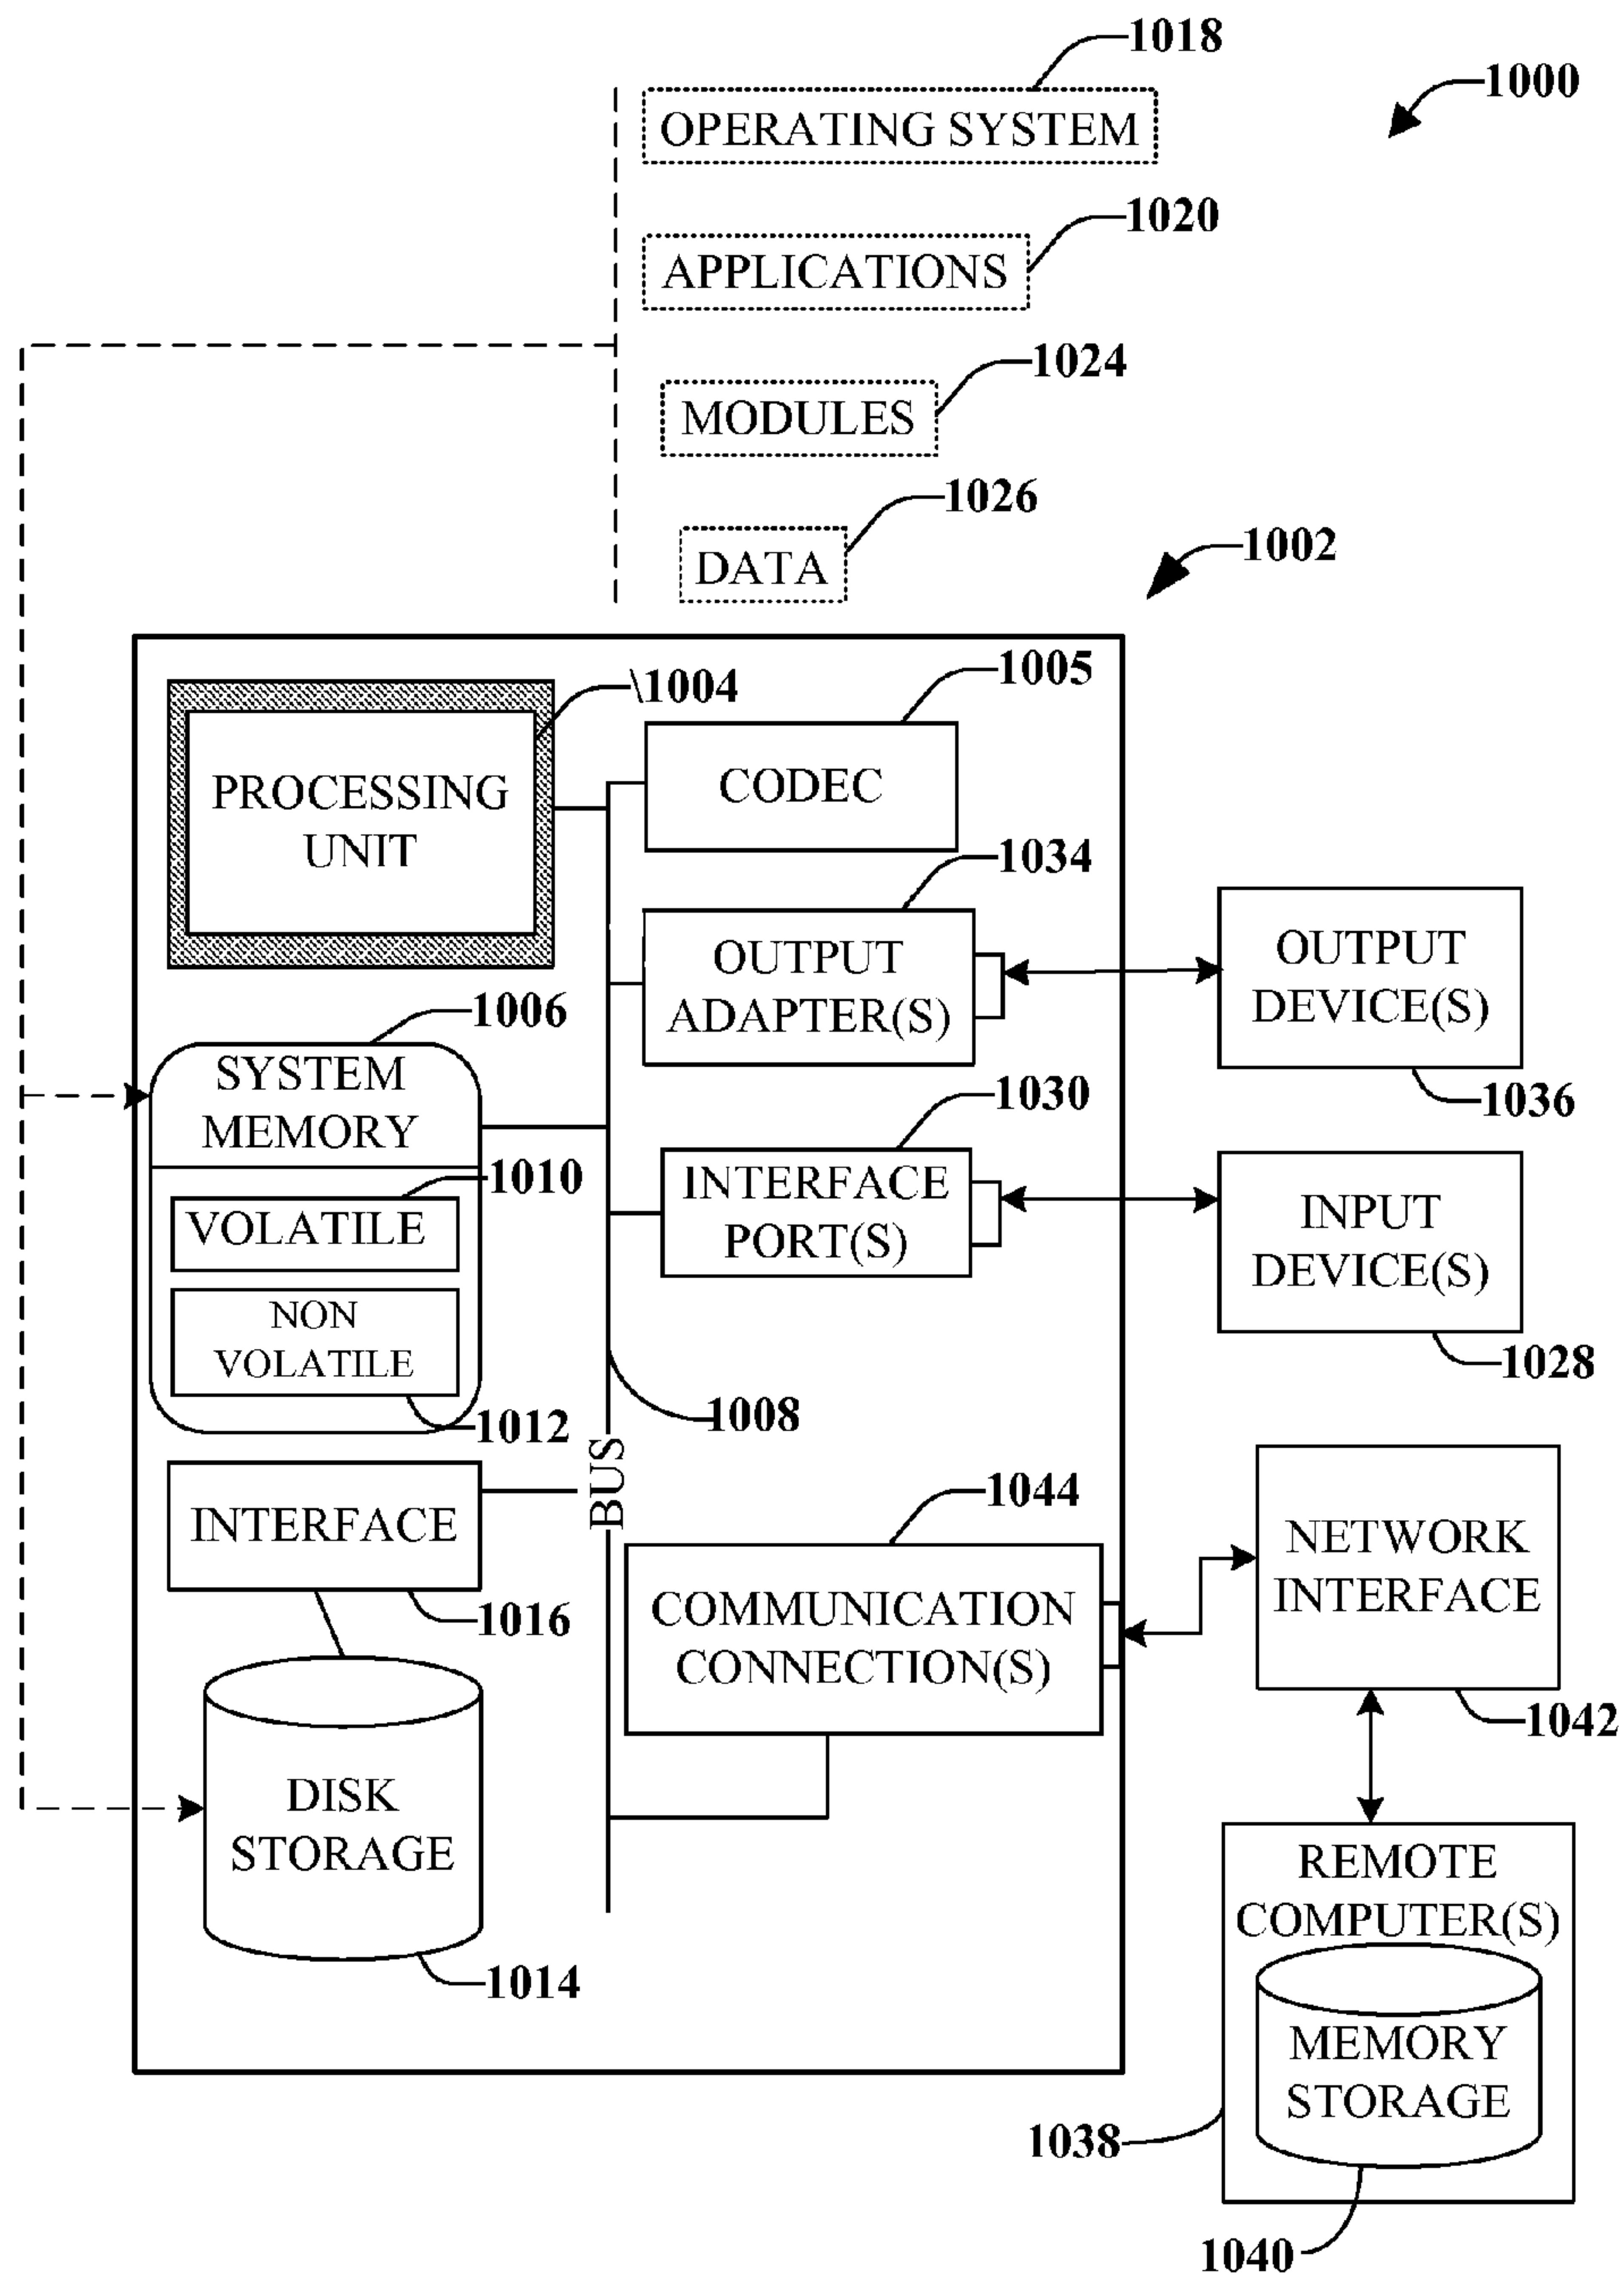 1018
1000
OPERATING SYSTEM
1020
APPLICATIONS
1024
MODULES
1026
DATA
1002
\1004
1005
PROCESSING
UNIT
CODEC
1034
OUTPUT
ADAPTER(S)
OUTPUT
DEVICE(S)
1036
1006
SYSTEM
MEMORY
1010
VOLATILE
NON
VOLATILE
1012
1030
INTERFACE
PORT(S)
INPUT
DEVICE(S)
1028
1008
BUS
INTERFACE
1016
1044
COMMUNICATION
CONNECTION(S)
NETWORK
INTERFACE
1042
DISK
STORAGE
1014
REMOTE
COMPUTER(S)
MEMORY
STORAGE
1038
1040